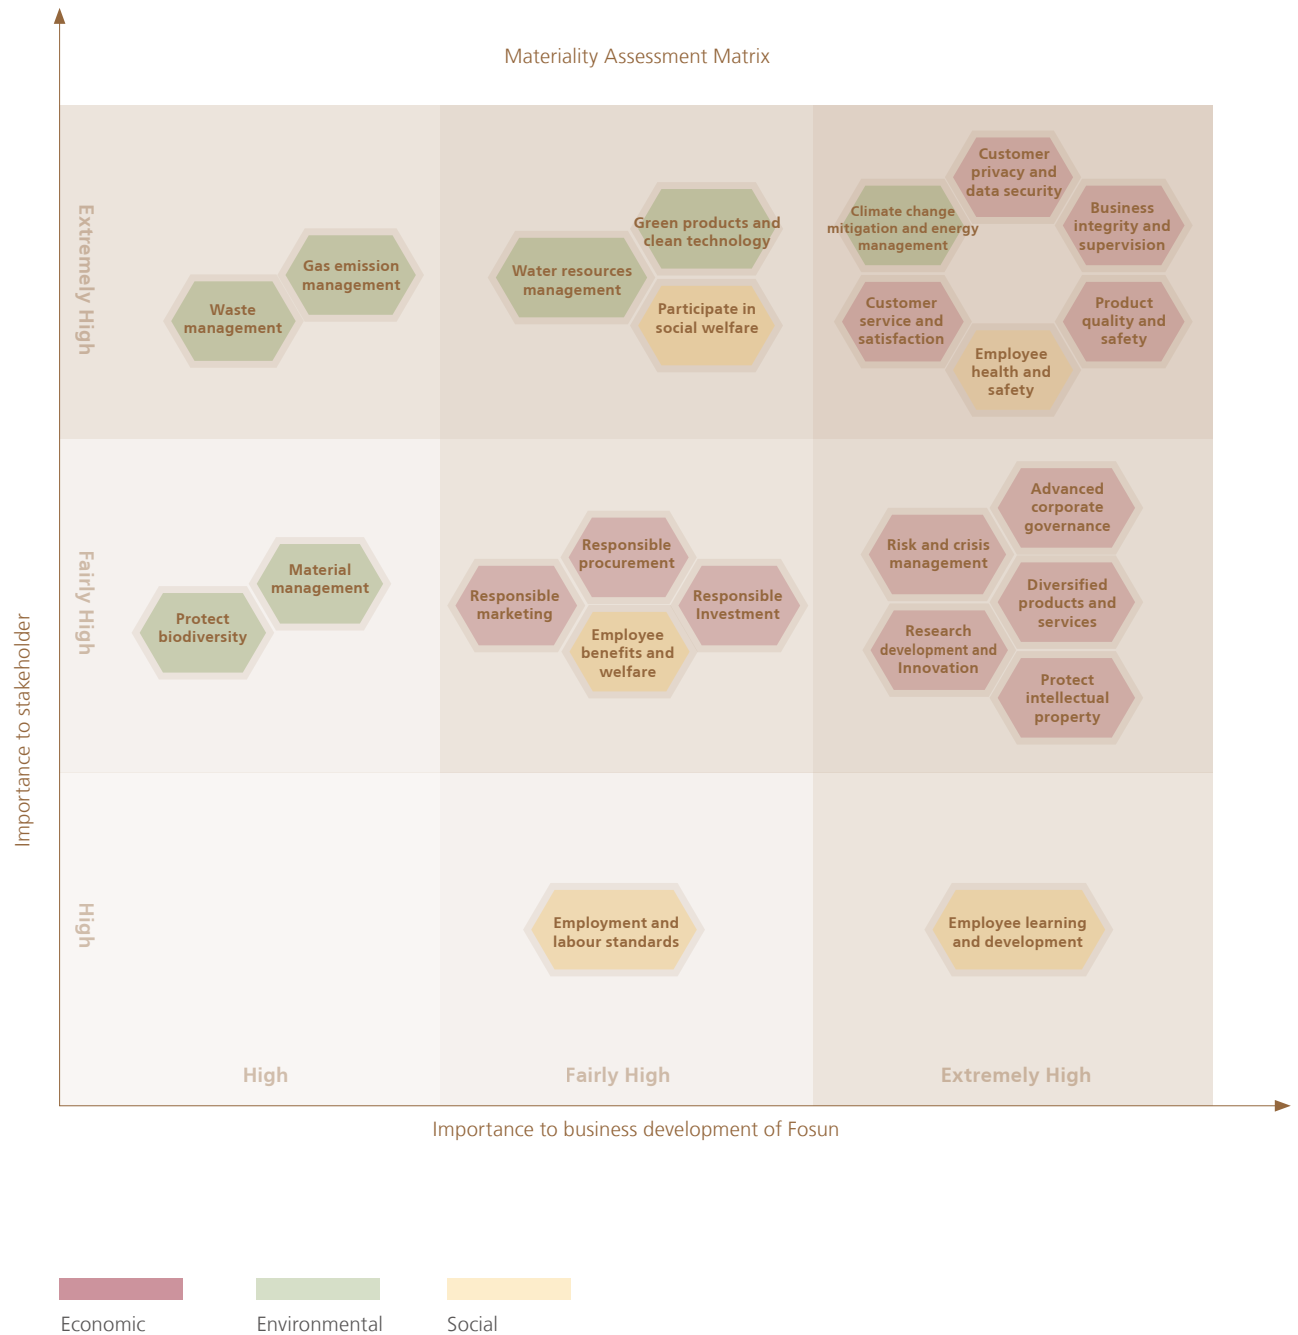 Materiality Assessment Matrix
Importance to stakeholder
Extremely High
Waste
management
Gas emission
management
Water resources
management
Green products and
clean technology
Participate in
social welfare
Customer
privacy and
data security
Climate change
mitigation and energy
management
Business
integrity and
supervision
Customer
service and
satisfaction
Product
quality and
safety
Employee
health and
safety
Fairly High
Protect
biodiversity
Material
management
Responsible
procurement
Responsible
marketing
Responsible
Investment
Employee
benefits and
welfare
Advanced
corporate
governance
Risk and crisis
management
Diversified
products and
services
Research
development and
Innovation
Protect
intellectual
property
High
Employment and
labour standards
Employee learning
and development
High
Fairly High
Extremely High
Importance to business development of Fosun
Economic
Environmental
Social